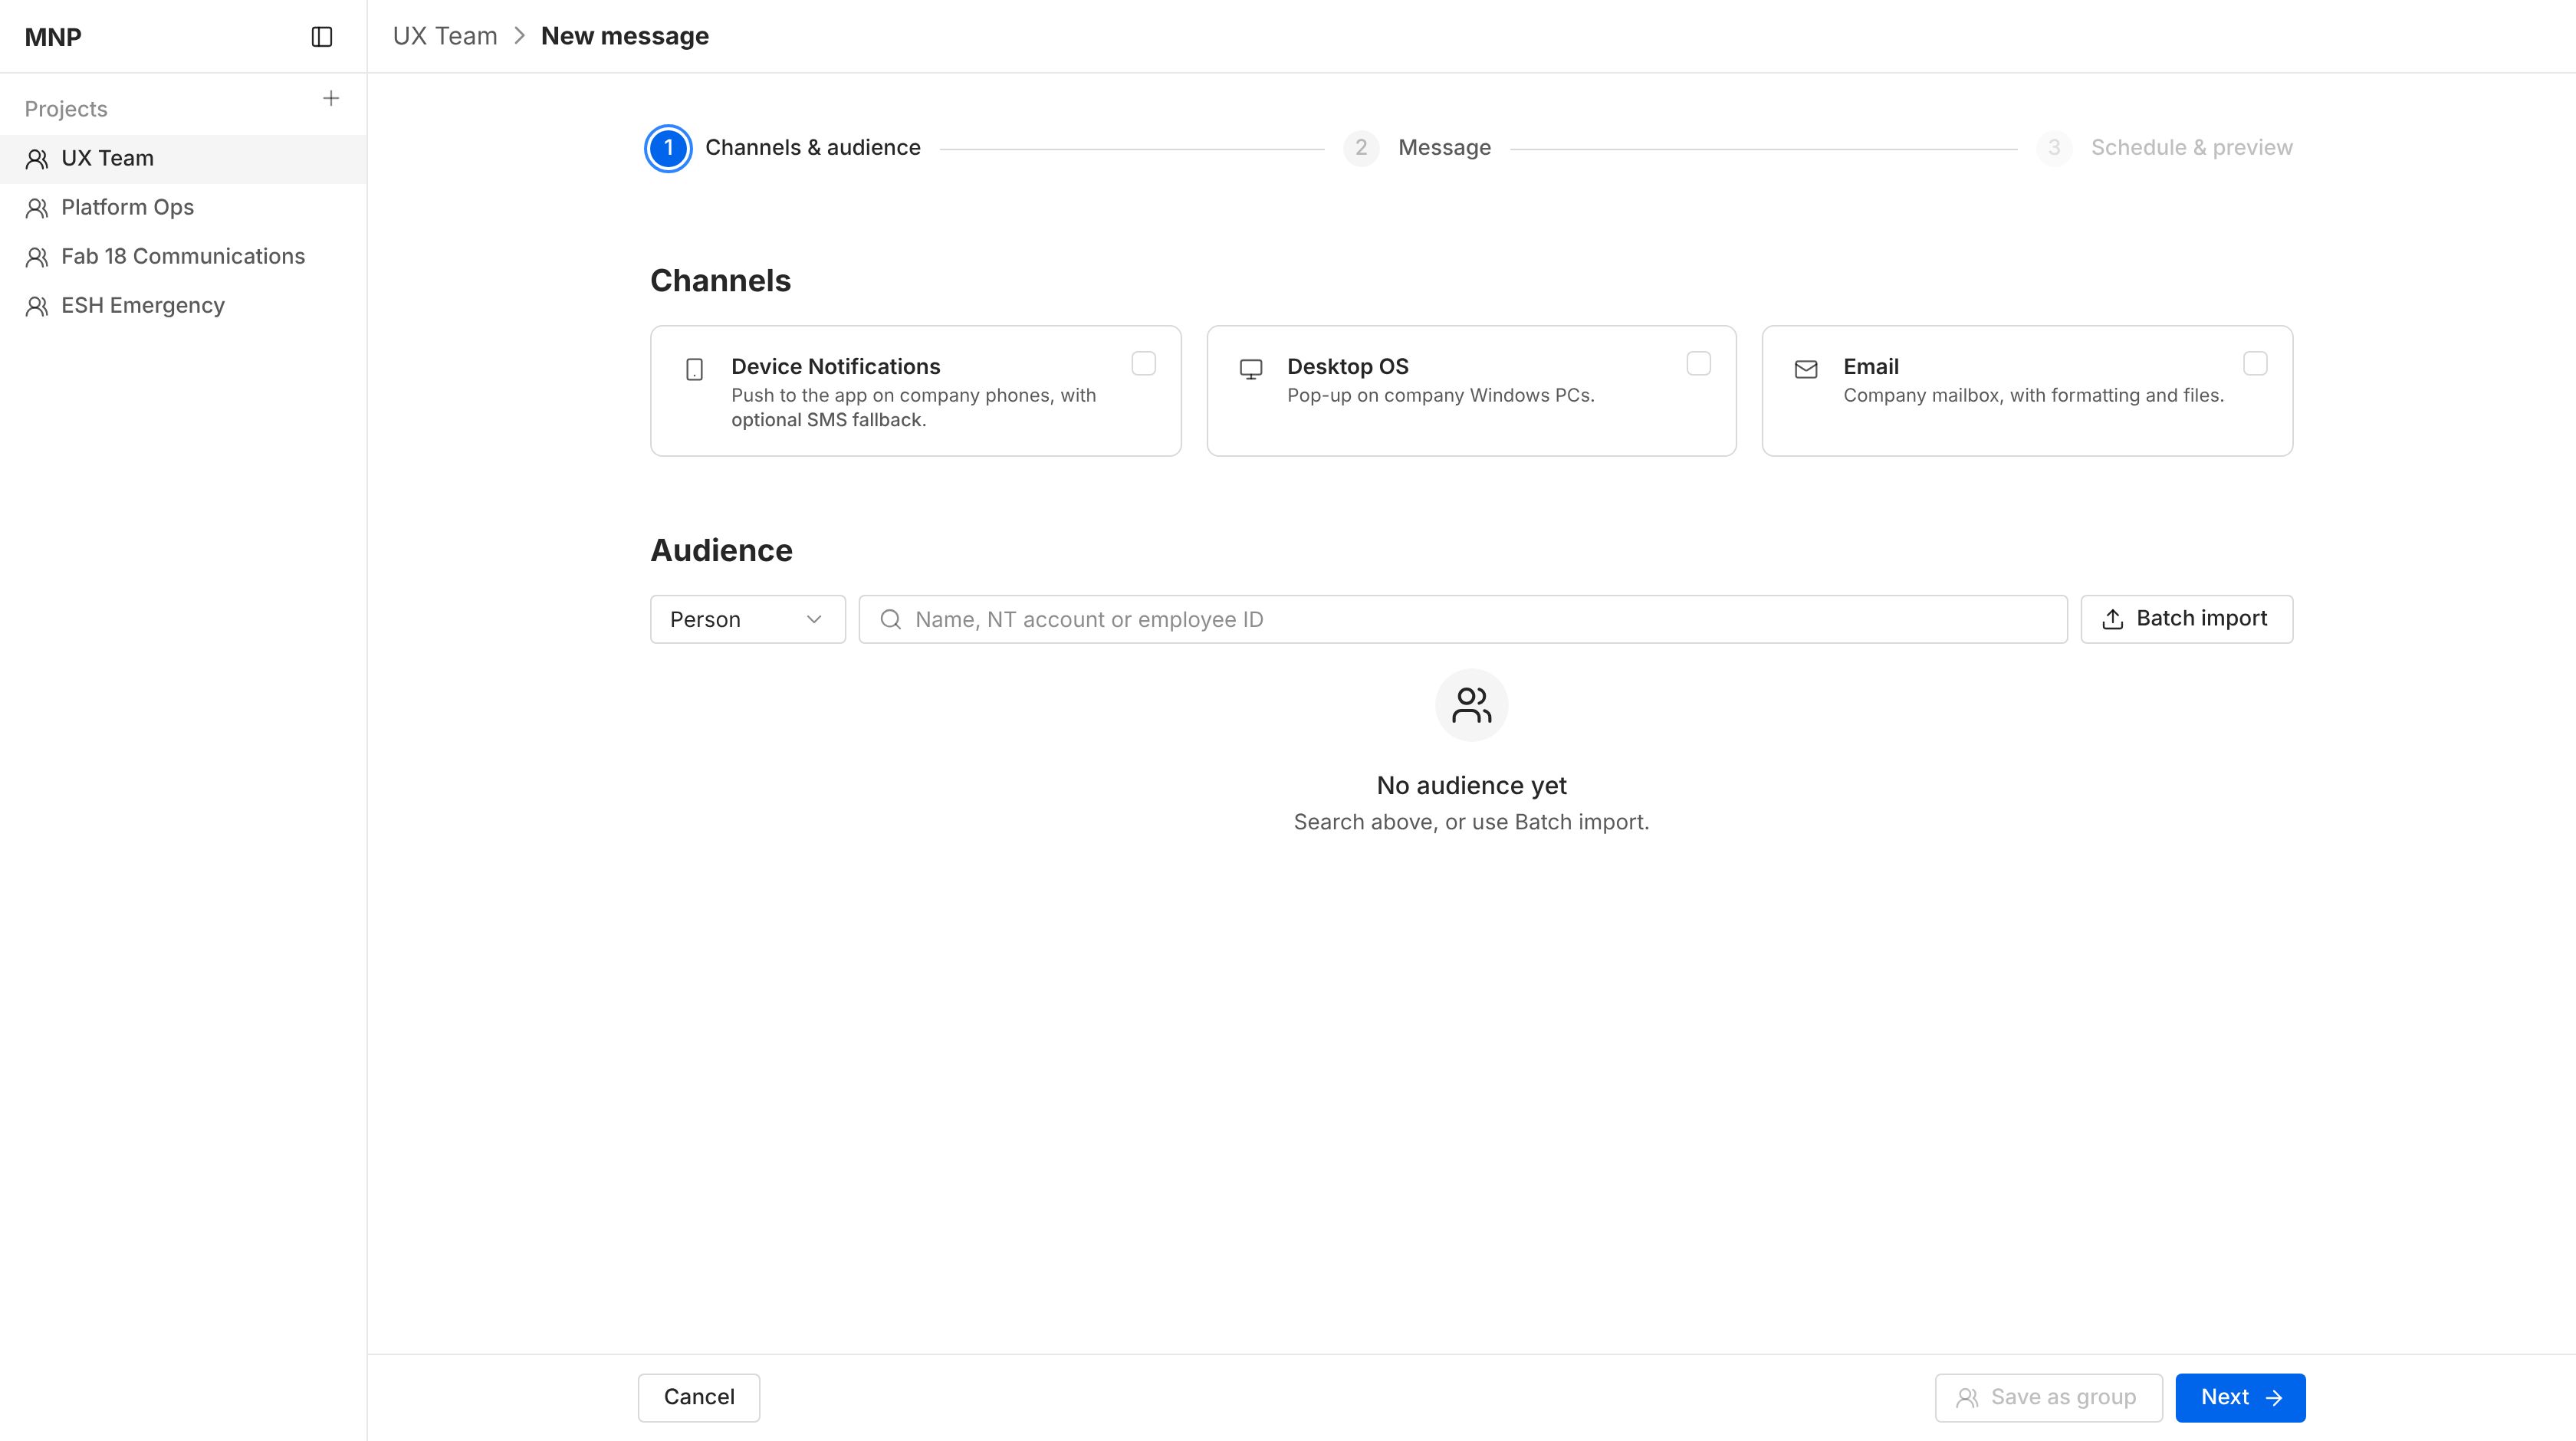 MNP
UX Team > New message
Projects
UX Team
Platform Ops
Fab 18 Communications
ESH Emergency
1 Channels & audience
2 Message
3 Schedule & preview
Channels
Device Notifications
Push to the app on company phones, with
optional SMS fallback.
Desktop OS
Pop-up on company Windows PCs.
Email
Company mailbox, with formatting and files.
Audience
Person
Name, NT account or employee ID
Batch import
No audience yet
Search above, or use Batch import.
Cancel
Save as group
Next